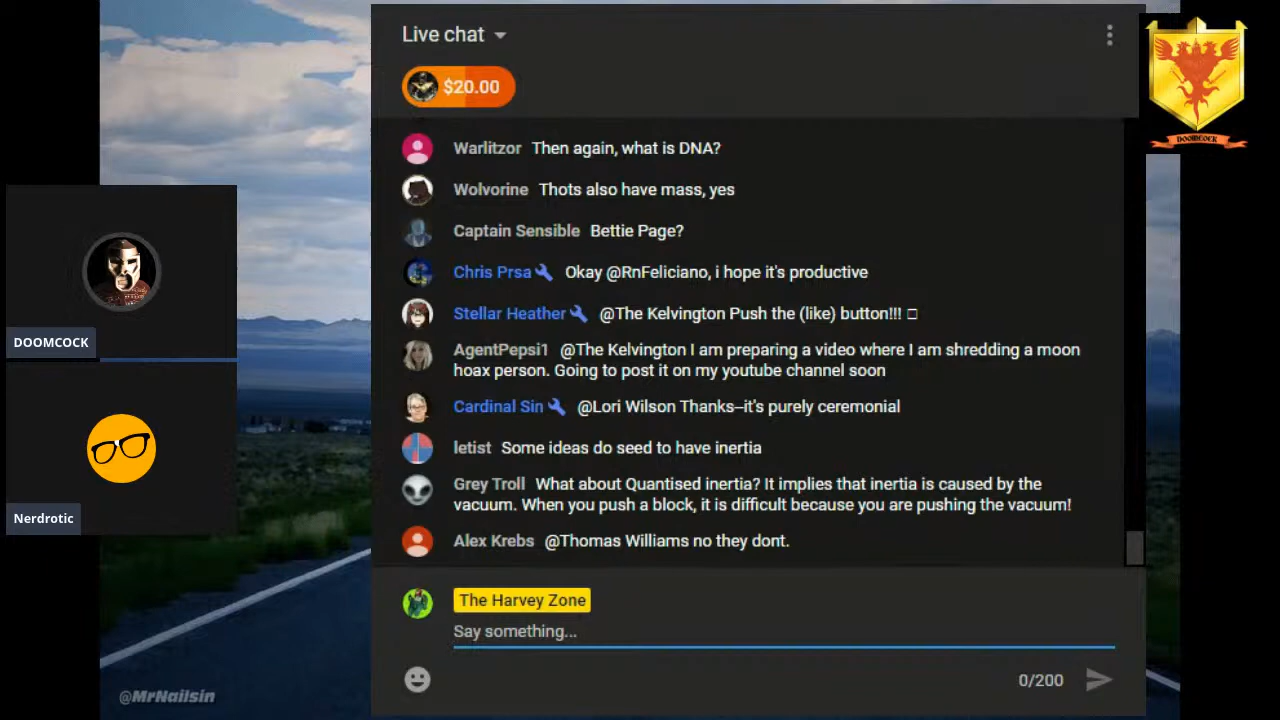 Live chat
$20.00
DOOMCOCK
Warlitzor Then again, what is DNA?
Wolvorine Thots also have mass, yes
Captain Sensible Bettie Page?
Chris Prsa Okay @RnFeliciano, i hope it's productive
Stellar Heather @The Kelvington Push the (like) button!!! □
AgentPepsi1 @The Kelvington I am preparing a video where I am shredding a moon
hoax person. Going to post it on my youtube channel soon
Cardinal Sin @Lori Wilson Thanks–it's purely ceremonial
letist Some ideas do seed to have inertia
Grey Troll What about Quantised inertia? It implies that inertia is caused by the
vacuum. When you push a block, it is difficult because you are pushing the vacuum!
Alex Krebs @Thomas Williams no they dont.
The Harvey Zone
Say something...
0/200
DOOMCOCK
Nerdrotic
@MrNailsin